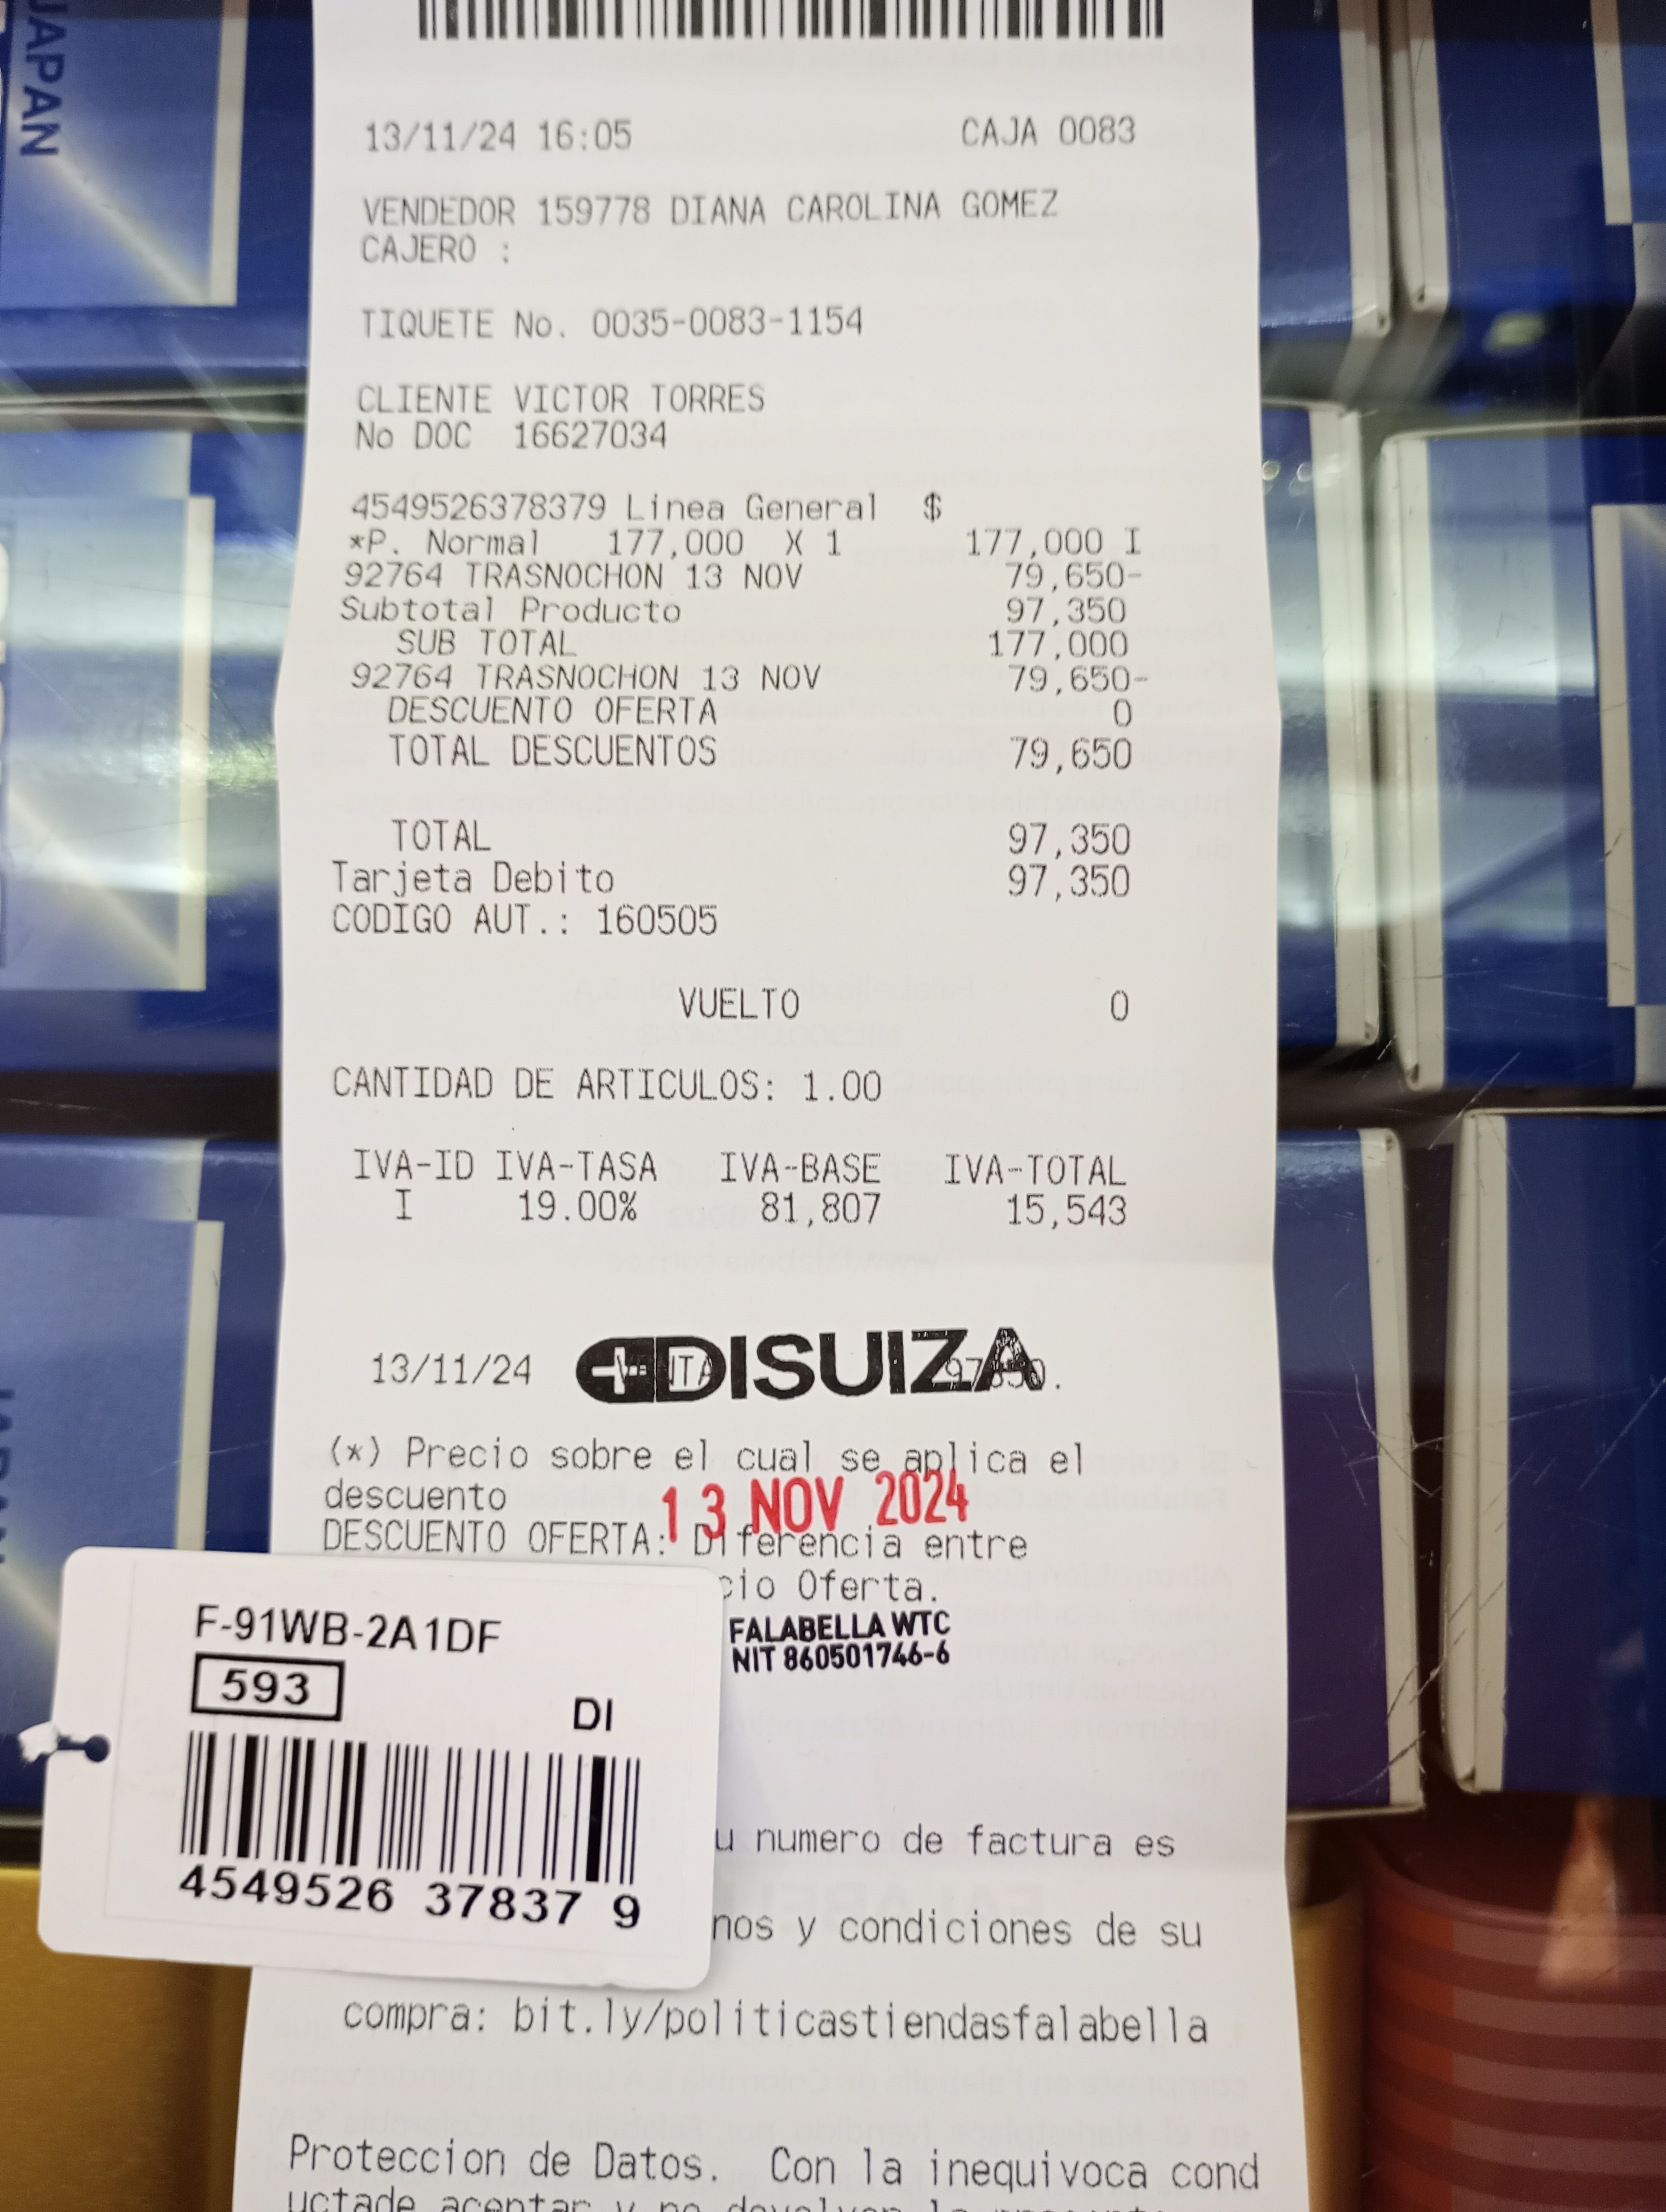 JAPAN
13/11/24 16:05 CAJA 0083
VENDEDOR 159778 DIANA CAROLINA GOMEZ
CAJERO :
TIQUETE No. 0035-0083-1154
CLIENTE VICTOR TORRES
No DOC 16627034
4549526378379 Linea General $
*P. Normal 177,000 X 1 177,000 I
92764 TRASNOCHON 13 NOV 79,650-
Subtotal Producto 97,350
SUB TOTAL 177,000
92764 TRASNOCHON 13 NOV 79,650-
DESCUENTO OFERTA 0
TOTAL DESCUENTOS 79,650
TOTAL 97,350
Tarjeta Debito 97,350
CODIGO AUT.: 160505
VUELTO 0
CANTIDAD DE ARTICULOS: 1.00
IVA-ID IVA-TASA IVA-BASE IVA-TOTAL
I 19.00% 81,807 15,543
13/11/24 VENTA 97350.
DISUIZA
(*) Precio sobre el cual se aplica el
descuento
13 NOV 2024
DESCUENTO OFERTA: Diferencia entre
cio Oferta.
FALABELLA WTC
NIT 860501746-6
F-91WB-2A1DF
593
DI
4549526 37837 9
u numero de factura es
nos y condiciones de su
compra: bit.ly/politicastiendasfalabella
Proteccion de Datos. Con la inequivoca cond
uctade aceptar y no devolver la